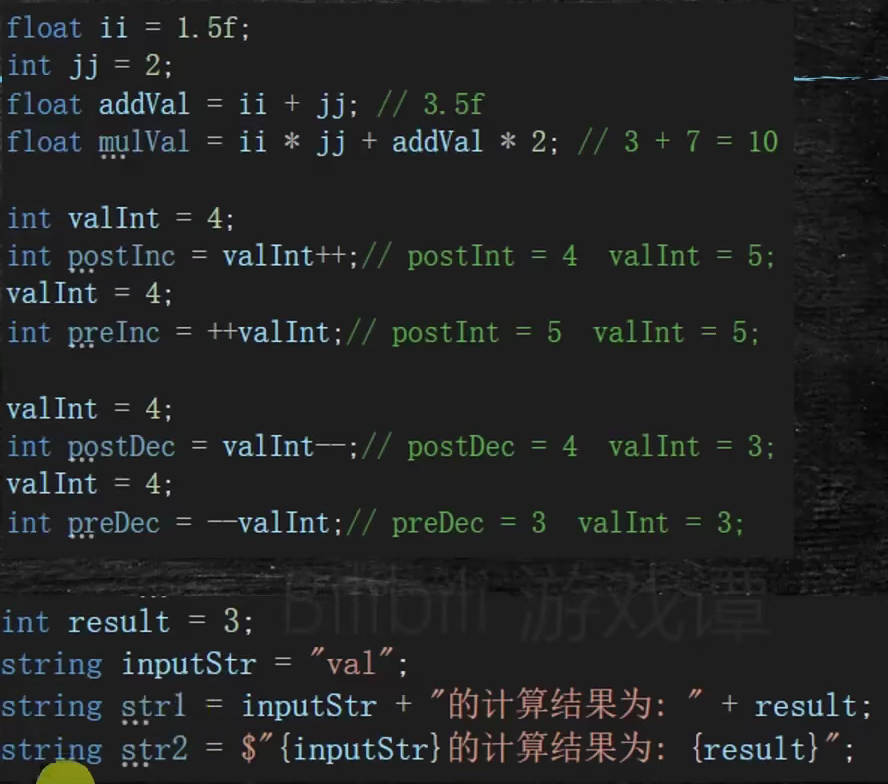 float ii = 1.5f;
int jj = 2;
float addVal = ii + jj; // 3.5f
float mulVal = ii * jj + addVal * 2; // 3 + 7 = 10
int valInt = 4;
int postInc = valInt++;// postInt = 4  valInt = 5;
valInt = 4;
int preInc = ++valInt;// postInt = 5  valInt = 5;
valInt = 4;
int postDec = valInt--;// postDec = 4  valInt = 3;
valInt = 4;
int preDec = --valInt;// preDec = 3  valInt = 3;
Bilibili 游戏谭
int result = 3;
string inputStr = "val";
string str1 = inputStr + "的计算结果为: " + result;
string str2 = $"{inputStr}的计算结果为: {result}";